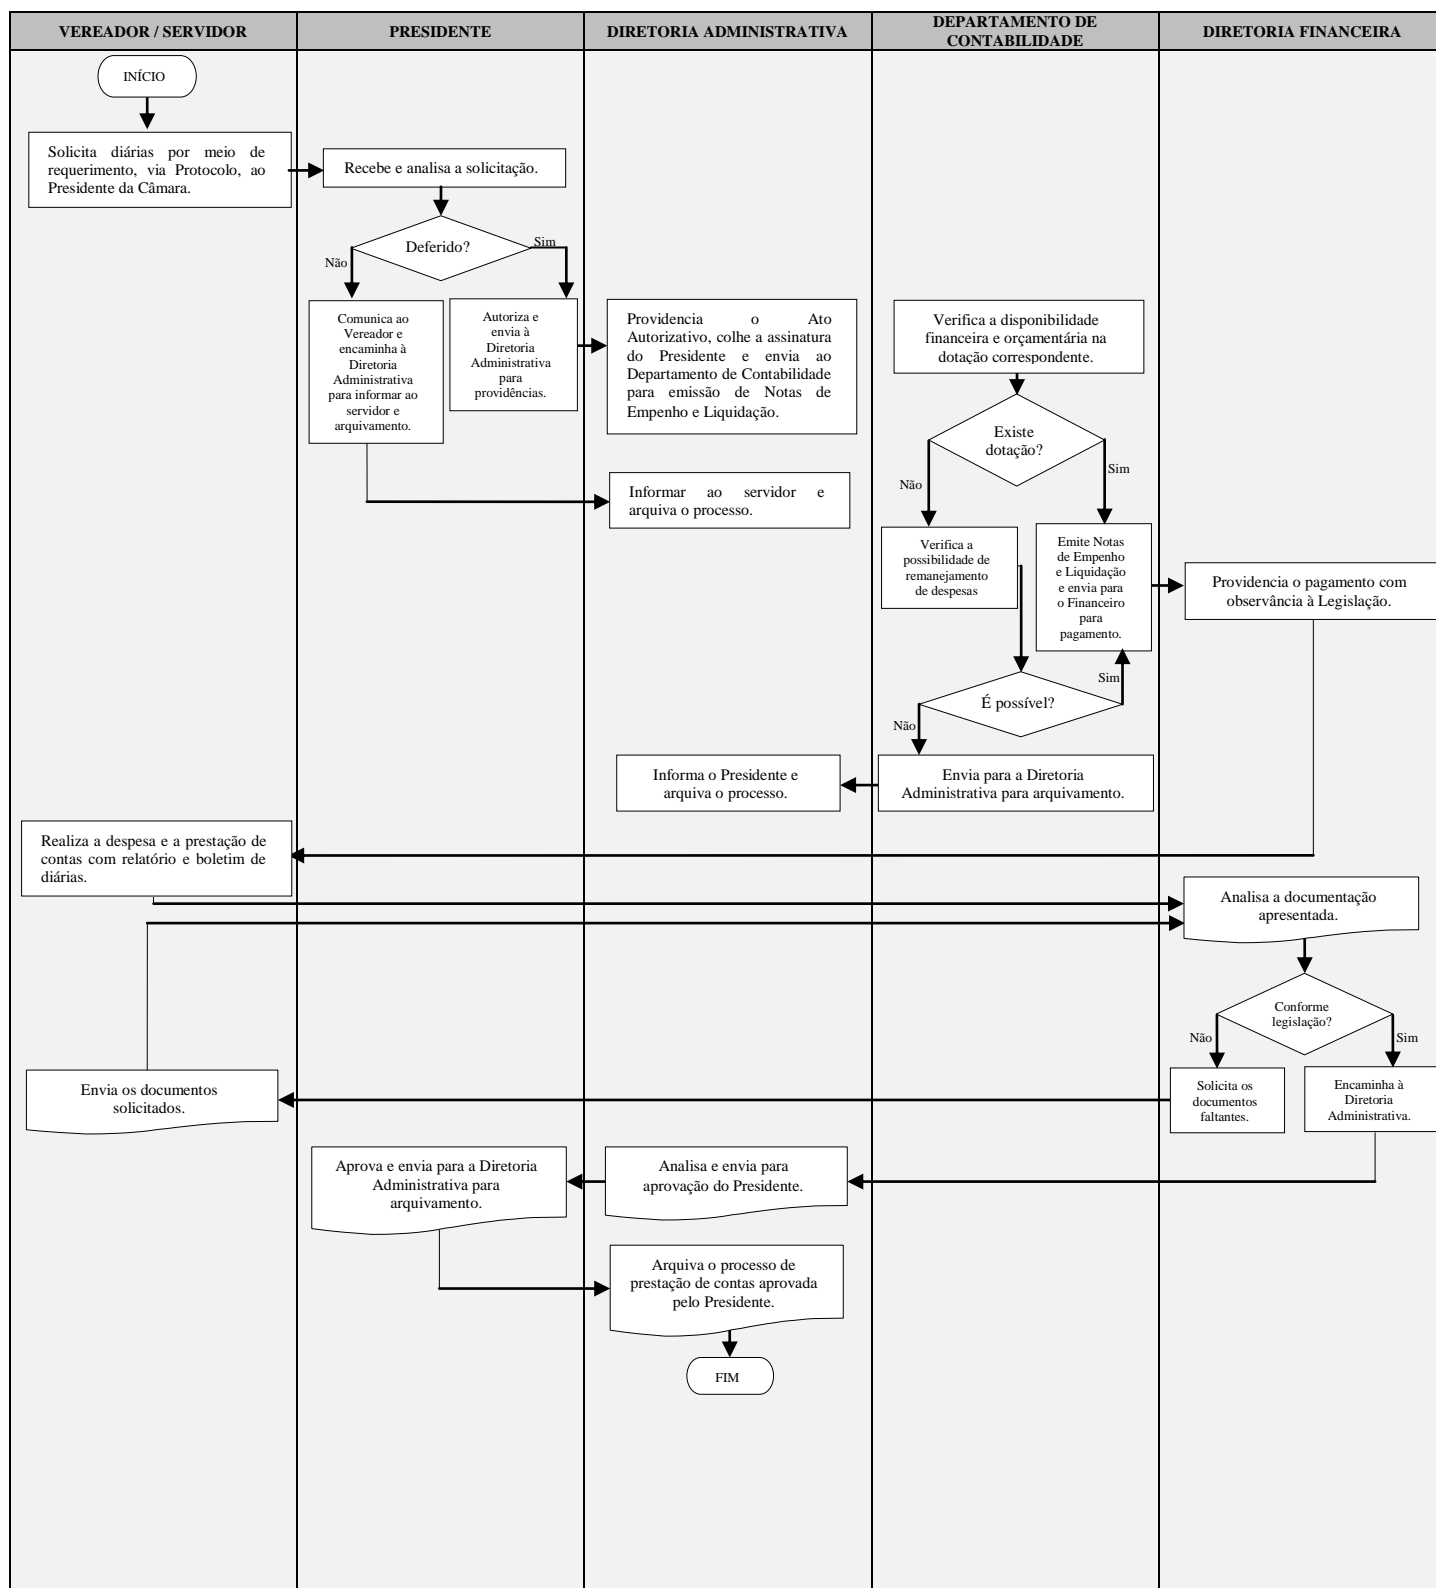 VEREADOR / SERVIDOR
PRESIDENTE
DIRETORIA ADMINISTRATIVA
DEPARTAMENTO DE
CONTABILIDADE
DIRETORIA FINANCEIRA
INÍCIO
Solicita diárias por meio de
requerimento, via Protocolo, ao
Presidente da Câmara.
Recebe e analisa a solicitação.
Deferido?
Sim
Não
Comunica ao
Vereador e
encaminha à
Diretoria
Administrativa
para informar ao
servidor e
arquivamento.
Autoriza e
envia à
Diretoria
Administrativa
para
providências.
Providencia o Ato
Autorizativo, colhe a assinatura
do Presidente e envia ao
Departamento de Contabilidade
para emissão de Notas de
Empenho e Liquidação.
Verifica a disponibilidade
financeira e orçamentária na
dotação correspondente.
Existe
dotação?
Sim
Não
Informar ao servidor e
arquiva o processo.
Verifica a
possibilidade de
remanejamento
de despesas
Emite Notas
de Empenho
e Liquidação
e envia para
o Financeiro
para
pagamento.
Providencia o pagamento com
observância à Legislação.
Sim
É possível?
Não
Informa o Presidente e
arquiva o processo.
Envia para a Diretoria
Administrativa para arquivamento.
Realiza a despesa e a prestação de
contas com relatório e boletim de
diárias.
Analisa a documentação
apresentada.
Conforme
legislação?
Não
Sim
Envia os documentos
solicitados.
Solicita os
documentos
faltantes.
Encaminha à
Diretoria
Administrativa.
Aprova e envia para a Diretoria
Administrativa para
arquivamento.
Analisa e envia para
aprovação do Presidente.
Arquiva o processo de
prestação de contas aprovada
pelo Presidente.
FIM